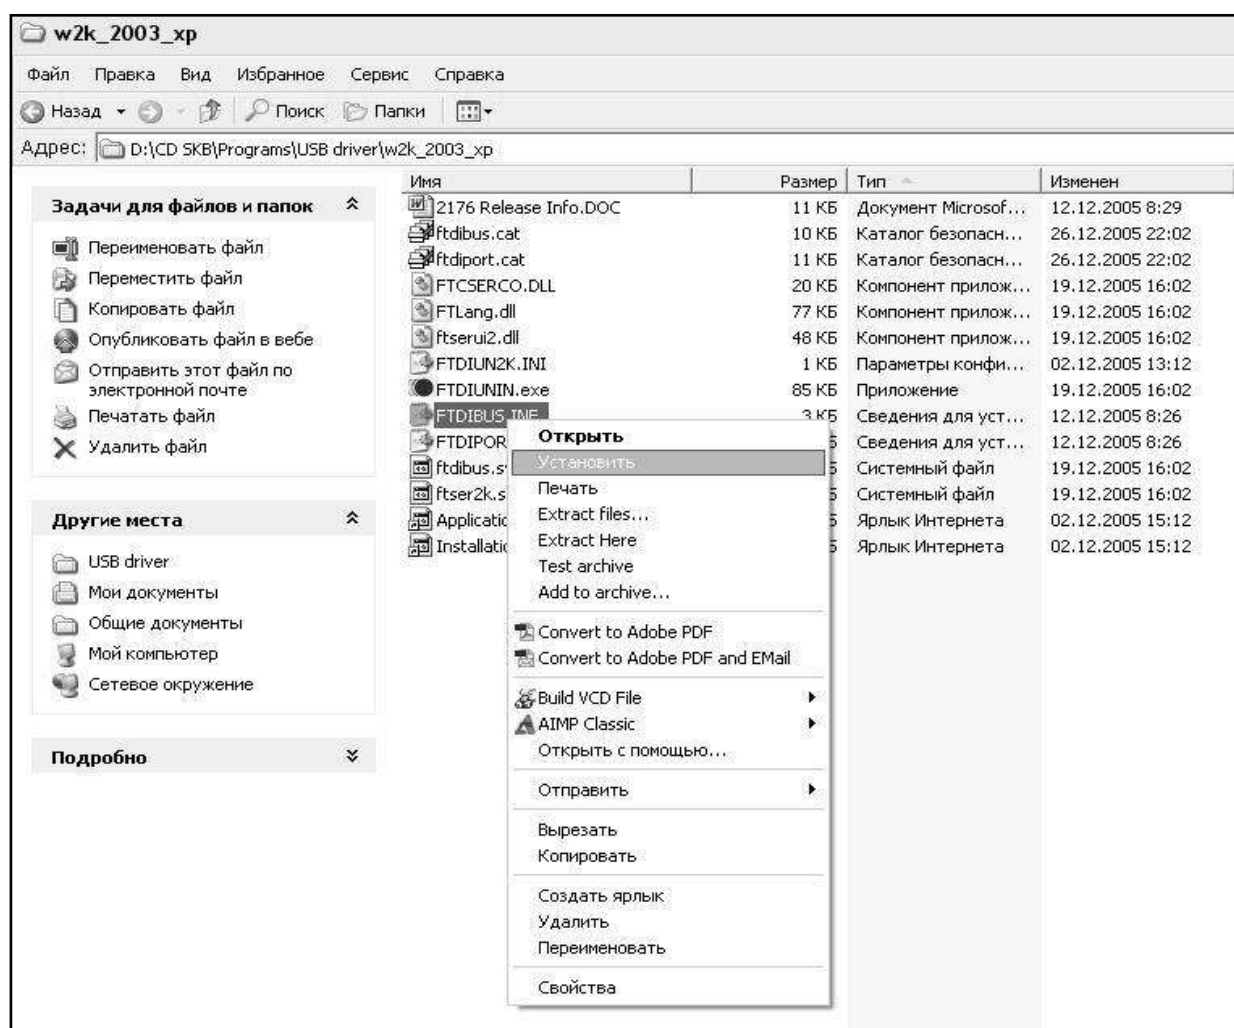 w2k_2003_xp
Файл Правка Вид Избранное Сервис Справка
Назад Поиск Папки
Адрес: D:\CD SKB\Programs\USB driver\w2k_2003_xp
Задачи для файлов и папок
Переименовать файл
Переместить файл
Копировать файл
Опубликовать файл в вебе
Отправить этот файл по
электронной почте
Печатать файл
Удалить файл
Другие места
USB driver
Мои документы
Общие документы
Мой компьютер
Сетевое окружение
Подробно
Имя Размер Тип Изменен
2176 Release Info.DOC 11 КБ Документ Microsof... 12.12.2005 8:29
ftdibus.cat 10 КБ Каталог безопасн... 26.12.2005 22:02
ftdiport.cat 11 КБ Каталог безопасн... 26.12.2005 22:02
FTCSERCO.DLL 20 КБ Компонент прилож... 19.12.2005 16:02
FTLang.dll 77 КБ Компонент прилож... 19.12.2005 16:02
ftserui2.dll 48 КБ Компонент прилож... 19.12.2005 16:02
FTDIUN2K.INI 1 КБ Параметры конфи... 02.12.2005 13:12
FTDIUNIN.exe 85 КБ Приложение 19.12.2005 16:02
FTDIBUS.INF 3 КБ Сведения для уст... 12.12.2005 8:26
FTDIPOR Сведения для уст... 12.12.2005 8:26
ftdibus.s Системный файл 19.12.2005 16:02
ftser2k.s Системный файл 19.12.2005 16:02
Applicatio Ярлык Интернета 02.12.2005 15:12
Installatio Ярлык Интернета 02.12.2005 15:12
Открыть
Установить
Печать
Extract files...
Extract Here
Test archive
Add to archive...
Convert to Adobe PDF
Convert to Adobe PDF and EMail
Build VCD File
AIMP Classic
Открыть с помощью...
Отправить
Вырезать
Копировать
Создать ярлык
Удалить
Переименовать
Свойства